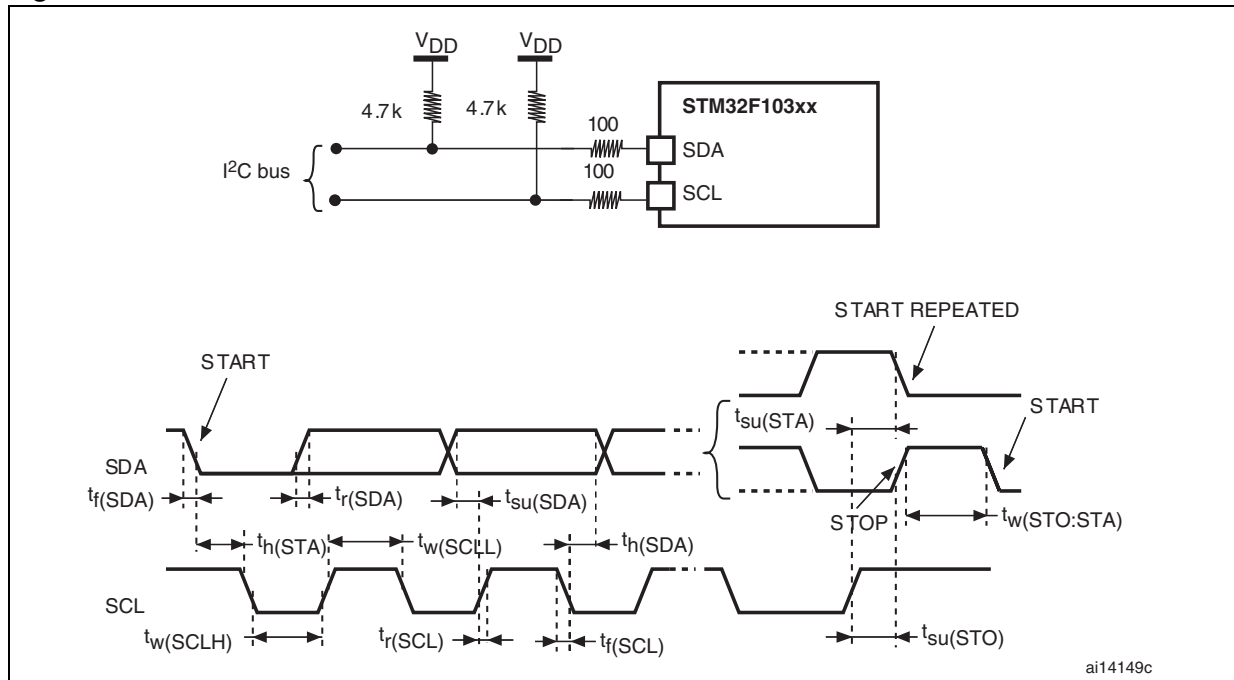 VDD VDD
4.7k 4.7k
STM32F103xx
100
SDA
I²C bus
100
SCL
START REPEATED
START
START
tsu(STA)
SDA
tf(SDA) tr(SDA) tsu(SDA)
STOP tw(STO:STA)
th(STA) tw(SCLL) th(SDA)
SCL
tw(SCLH) tr(SCL) tf(SCL) tsu(STO)
ai14149c